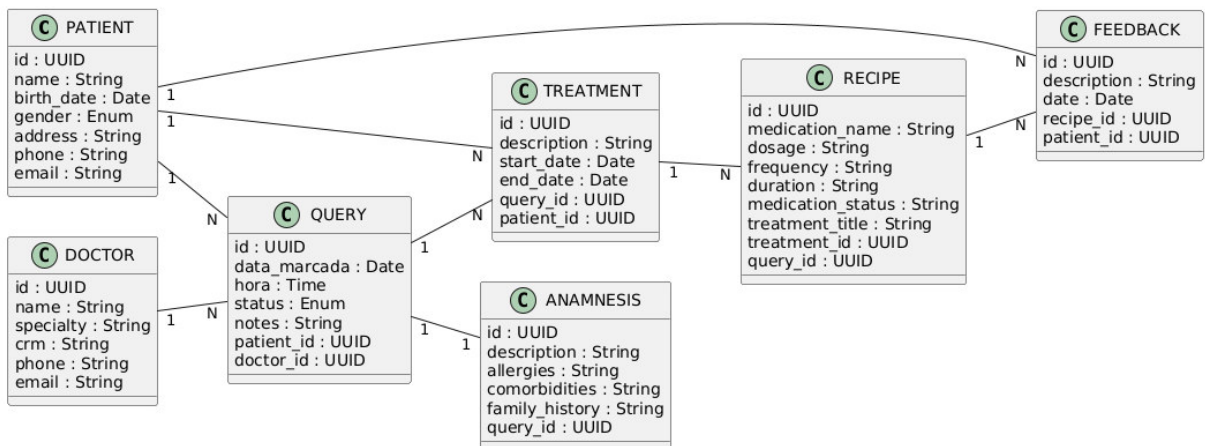 C PATIENT
id : UUID
name : String
birth_date : Date
gender : Enum
address : String
phone : String
email : String
1
1
1
C DOCTOR
id : UUID
name : String
specialty : String
crm : String
phone : String
email : String
1
N
N
C QUERY
id : UUID
data_marcada : Date
hora : Time
status : Enum
notes : String
patient_id : UUID
doctor_id : UUID
1
1
N
N
C TREATMENT
id : UUID
description : String
start_date : Date
end_date : Date
query_id : UUID
patient_id : UUID
1
1
C ANAMNESIS
id : UUID
description : String
allergies : String
comorbidities : String
family_history : String
query_id : UUID
N
C RECIPE
id : UUID
medication_name : String
dosage : String
frequency : String
duration : String
medication_status : String
treatment_title : String
treatment_id : UUID
query_id : UUID
1
N
N
C FEEDBACK
id : UUID
description : String
date : Date
recipe_id : UUID
patient_id : UUID